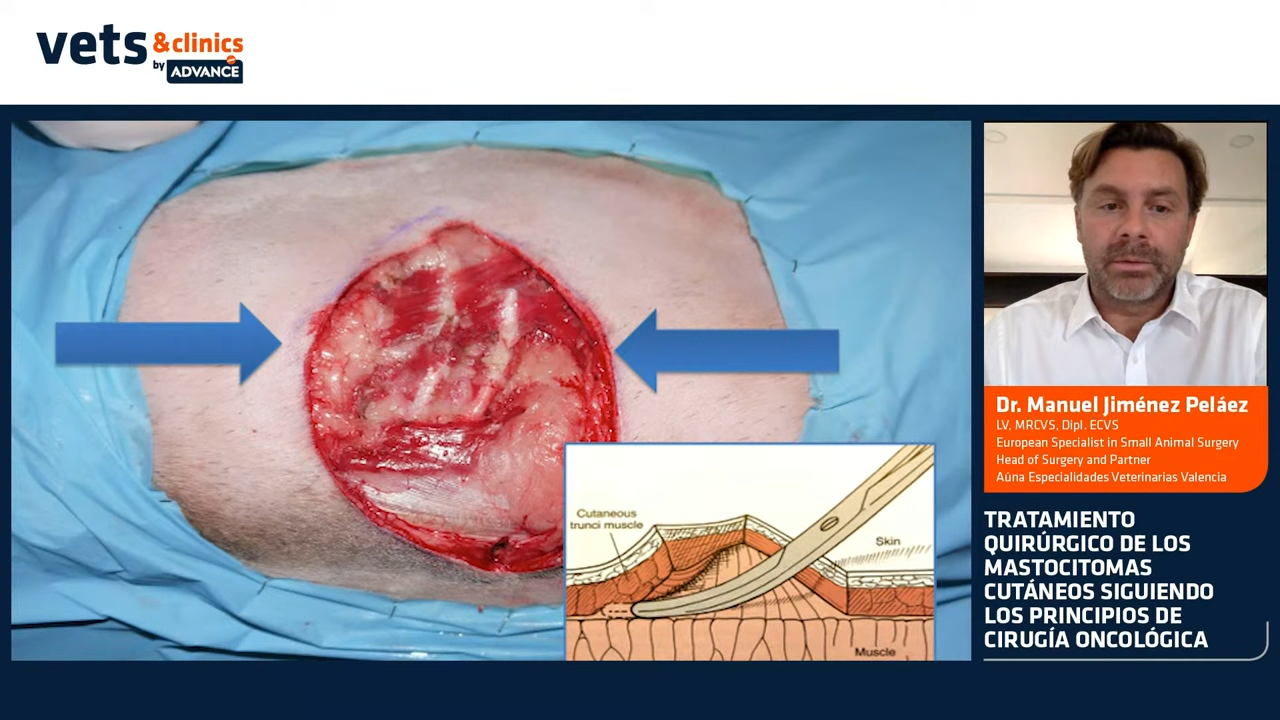 vets &clinics
by ADVANCE
Cutaneous
trunci muscle
Skin
Muscle
Dr. Manuel Jiménez Peláez
LV, MRCVS, Dipl. ECVS
European Specialist in Small Animal Surgery
Head of Surgery and Partner
Aúna Especialidades Veterinarias Valencia
TRATAMIENTO
QUIRÚRGICO DE LOS
MASTOCITOMAS
CUTÁNEOS SIGUIENDO
LOS PRINCIPIOS DE
CIRUGÍA ONCOLÓGICA